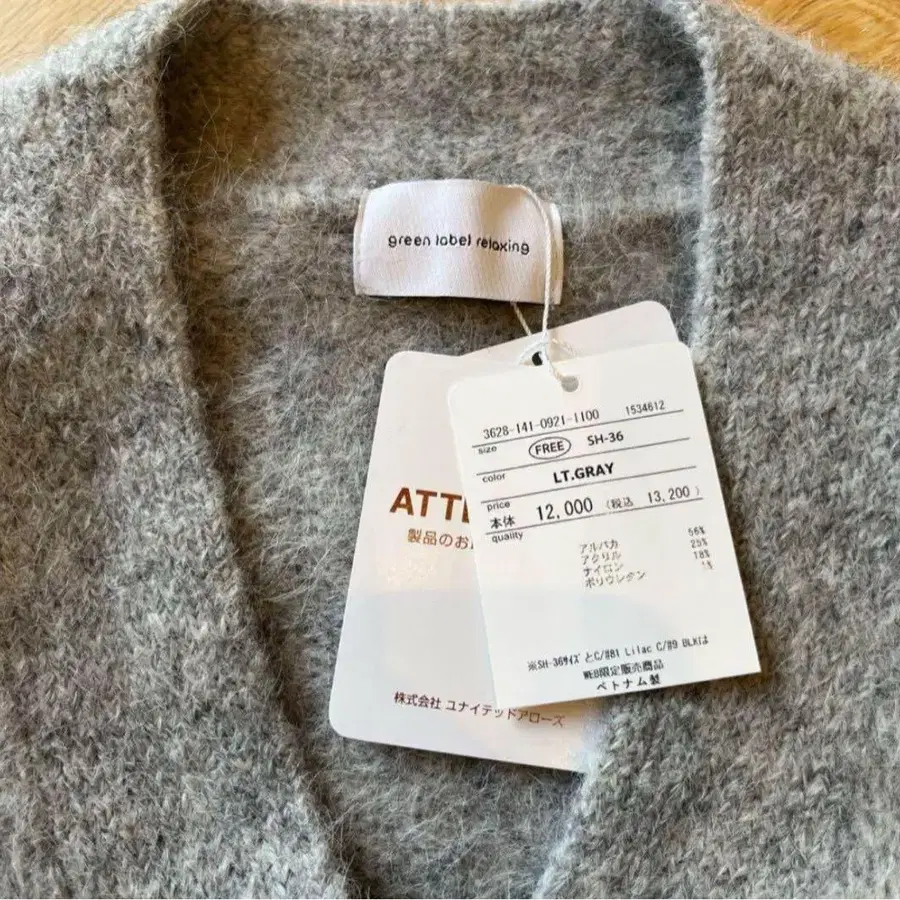 green label relaxing
3628-141-0921-1100 1534612
size FREE SH-36
color LT.GRAY
price
本体 12,000 (税込 13,200)
quality
アルパカ 56%
アクリル 25%
ナイロン 18%
ポリウレタン 1%
※SH-36サイズ とC/#81 Lilac C/#9 BLKは
WEB限定販売商品
ベトナム製
ATTE
製品のお
株式会社 ユナイテッドアローズ